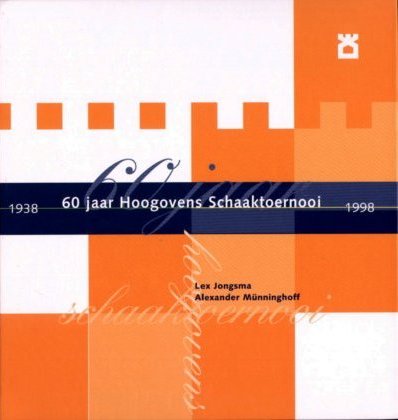 60 jaar
1938 60 jaar Hoogovens Schaaktoernooi 1998
hoogovens
Lex Jongsma
Alexander Münninghoff
schaaktoernooi